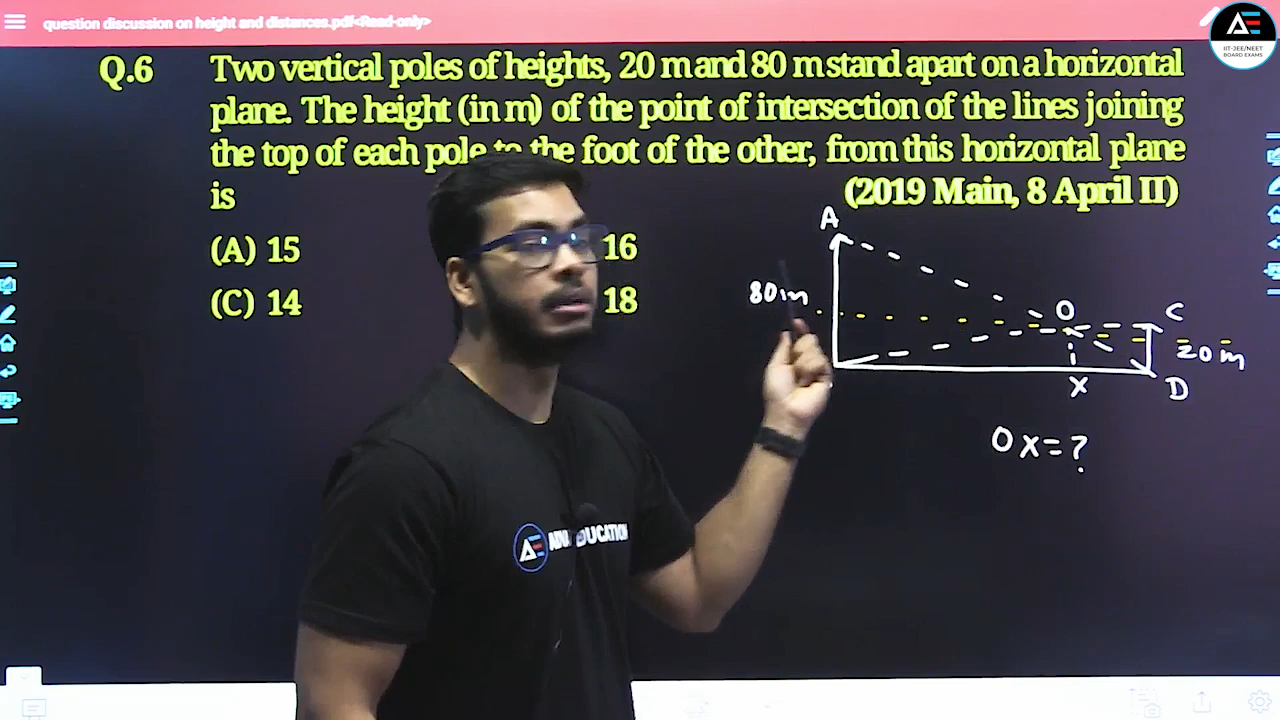 question discussion on height and distances.pdf<Read-only>
IIT-JEE/NEET
BOARD EXAMS
Q.6 Two vertical poles of heights, 20 m and 80 m stand apart on a horizontal
plane. The height (in m) of the point of intersection of the lines joining
the top of each pole to the foot of the other, from this horizontal plane
is
(2019 Main, 8 April II)
(A) 15
16
(C) 14
18
A
80m
O
C
20 m
X
D
OX=?
EDUCATION